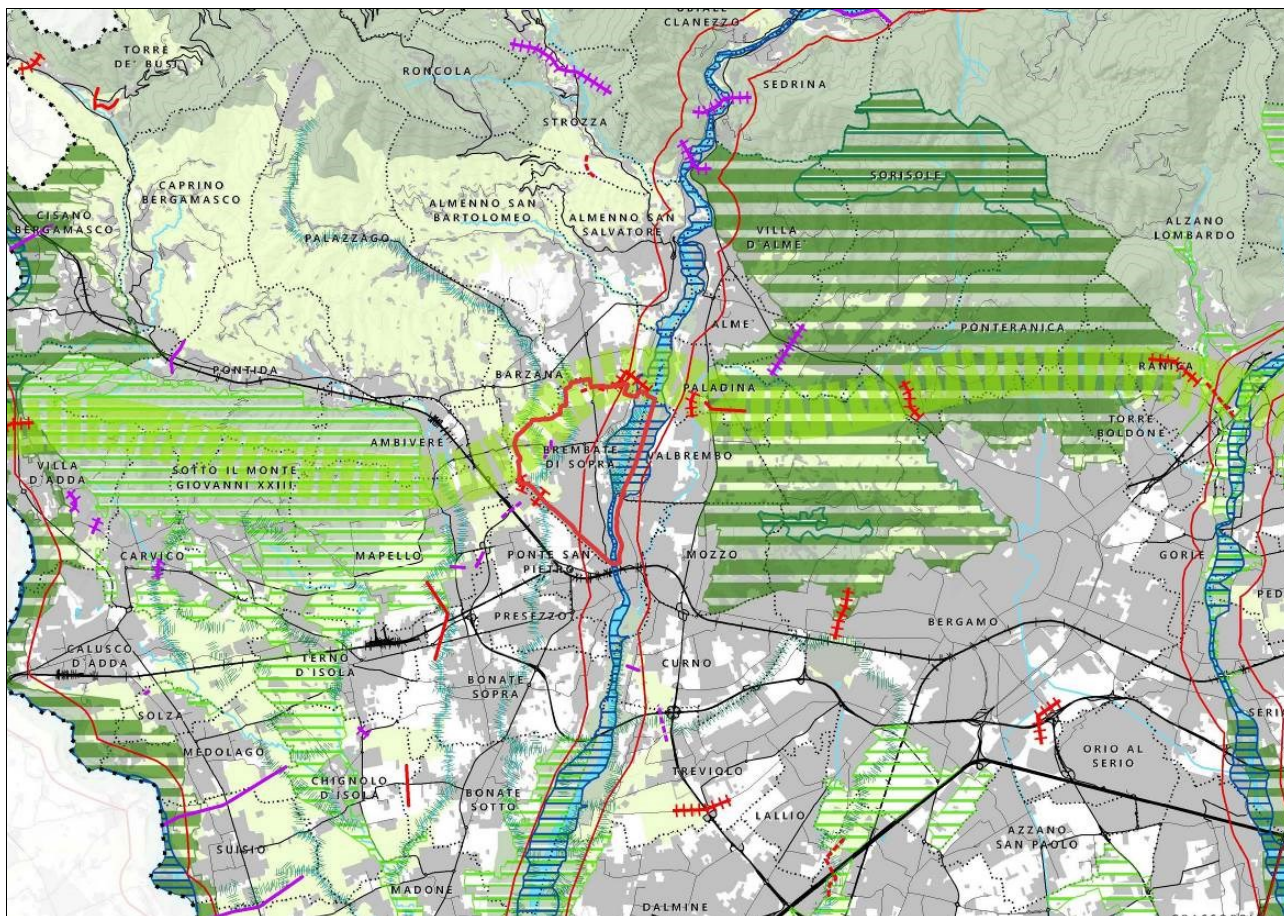 UBIALE
CLANEZZO
TORRE
DE' BUSI
RONCOLA
SEDRINA
STROZZA
SORISOLE
CAPRINO
BERGAMASCO
CISANO
BERGAMASCO
ALMENNO SAN
BARTOLOMEO
ALMENNO SAN
SALVATORE
VILLA
D'ALME'
ALZANO
LOMBARDO
PALAZZAGO
ALME'
PONTERANICA
PONTIDA
BARZANA
PALADINA
RANICA
AMBIVERE
TORRE
BOLDONE
VILLA
D'ADDA
SOTTO IL MONTE
GIOVANNI XXIII
BREMBATE
DI SOPRA
VALBREMBO
CARVICO
MAPELLO
PONTE SAN
PIETRO
MOZZO
GORLE
PED
PRESEZZO
BERGAMO
CALUSCO
D'ADDA
TERNO
D'ISOLA
BONATE
SOPRA
CURNO
SOLZA
SERI
MEDOLAGO
ORIO AL
SERIO
CHIGNOLO
D'ISOLA
BONATE
SOTTO
TREVIOLO
LALLIO
AZZANO
SAN PAOLO
SUISIO
MADONE
DALMINE